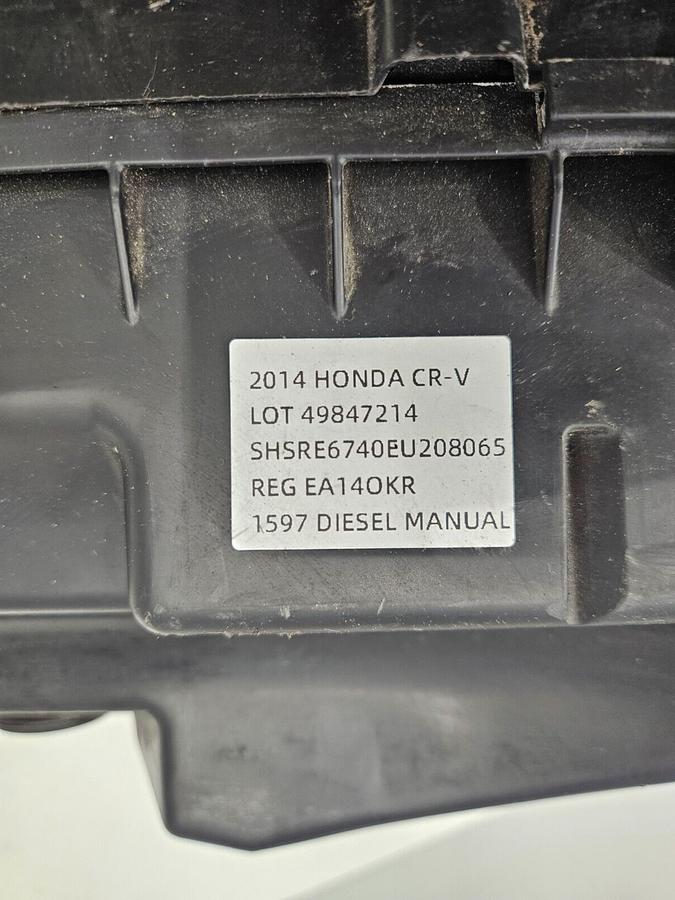 2014 HONDA CR-V
LOT 49847214
SHSRE6740EU208065
REG EA14OKR
1597 DIESEL MANUAL